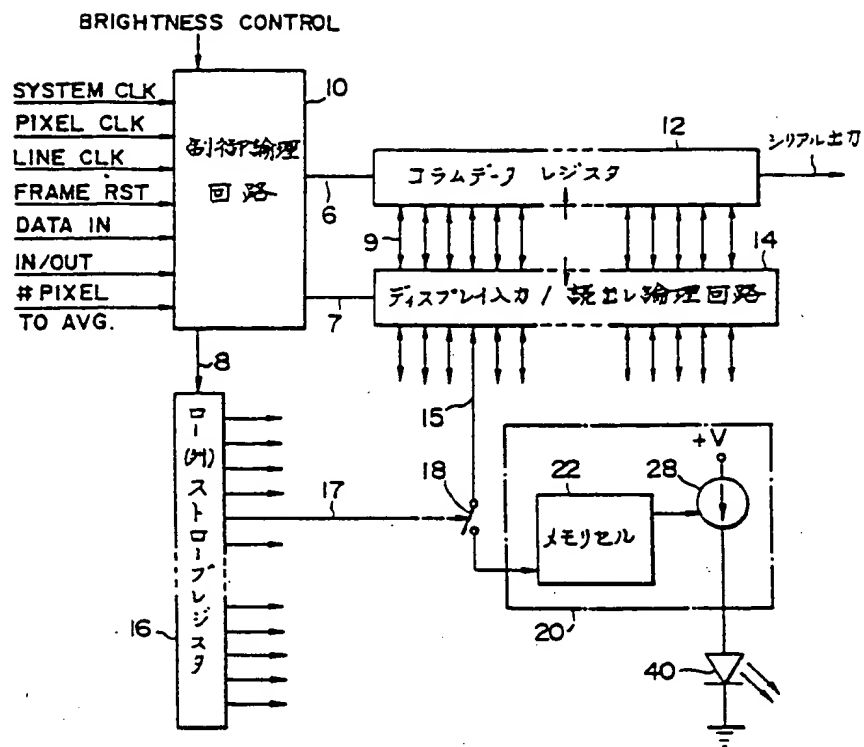 BRIGHTNESS CONTROL
SYSTEM CLK
PIXEL CLK
LINE CLK
FRAME RST
DATA IN
IN/OUT
#PIXEL
TO AVG.
10
制御論理
回路
6
12
コラムデータ レジスタ
シリアル出力
9
14
ディスプレイ入力/読出し論理回路
7
8
15
ロー(列)ストローブレジスタ
16
17
18
+V
22
28
メモリセル
20
40